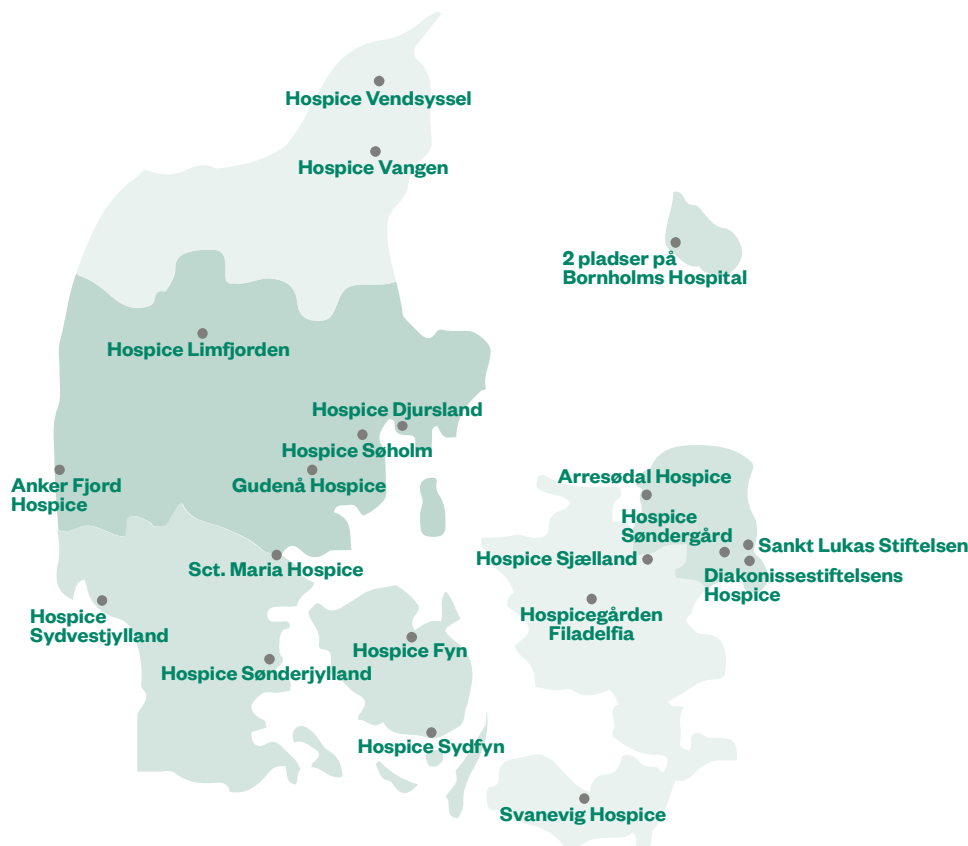 Hospice Vendsyssel
Hospice Vangen
2 pladser på
Bornholms Hospital
Hospice Limfjorden
Hospice Djursland
Hospice Søholm
Gudenå Hospice
Anker Fjord
Hospice
Arresødal Hospice
Hospice
Søndergård
Sankt Lukas Stiftelsen
Hospice Sjælland
Diakonissestiftelsens
Hospice
Sct. Maria Hospice
Hospicegården
Filadelfia
Hospice
Sydvestjylland
Hospice Fyn
Hospice Sønderjylland
Hospice Sydfyn
Svanevig Hospice